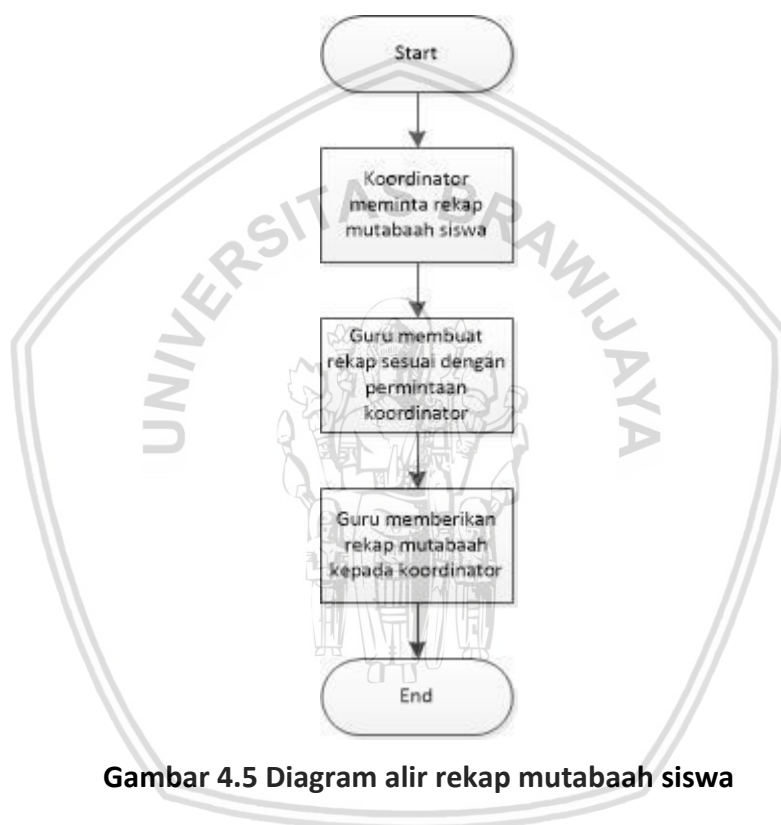 Start
Koordinator
meminta rekap
mutabaah siswa
UNIVERSITAS BRAWIJAYA
Guru membuat
rekap sesuai dengan
permintaan
koordinator
Guru memberikan
rekap mutabaah
kepada koordinator
End
Gambar 4.5 Diagram alir rekap mutabaah siswa